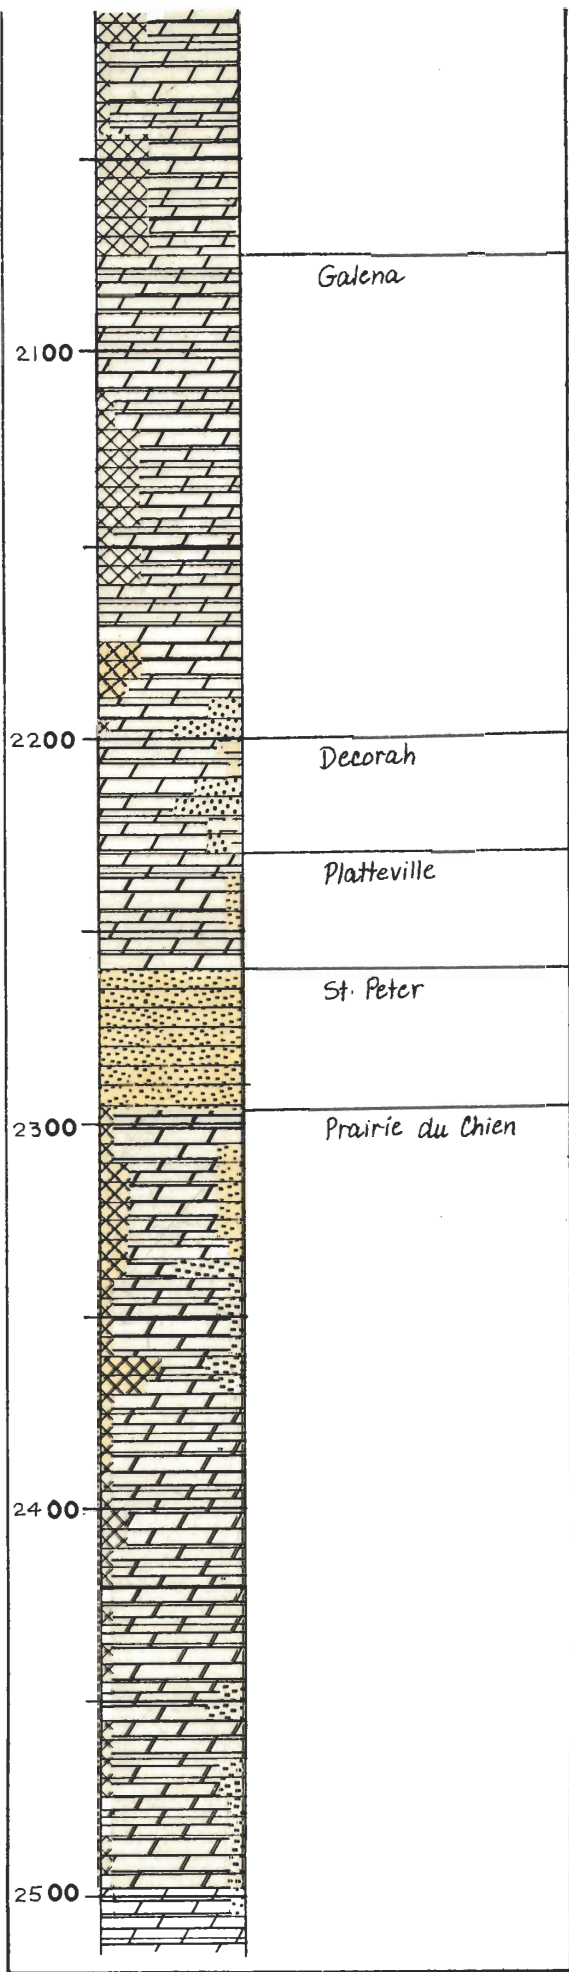 Galena
2100
2200
Decorah
Platteville
St. Peter
2300
Prairie du Chien
2400
2500